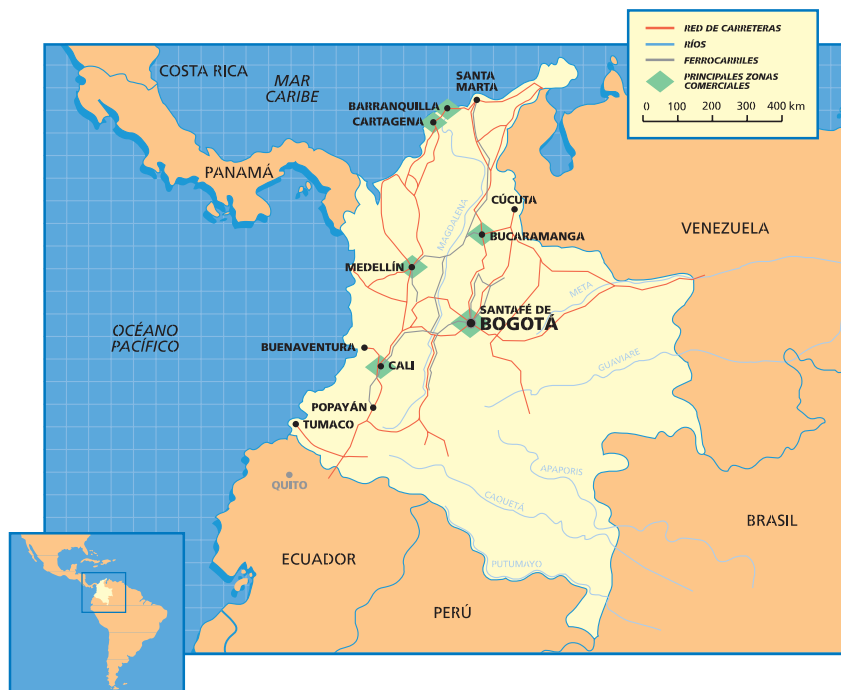 RED DE CARRETERAS
RÍOS
FERROCARRILES
PRINCIPALES ZONAS
COMERCIALES
0 100 200 300 400 km
COSTA RICA
MAR
CARIBE
SANTA
MARTA
BARRANQUILLA
CARTAGENA
PANAMÁ
CÚCUTA
MAGDALENA
BUCARAMANGA
VENEZUELA
MEDELLÍN
META
SANTAFÉ DE
BOGOTÁ
OCÉANO
PACÍFICO
BUENAVENTURA
GUAVIARE
CALI
POPAYÁN
TUMACO
APAPORIS
QUITO
CAQUETÁ
BRASIL
ECUADOR
PUTUMAYO
PERÚ